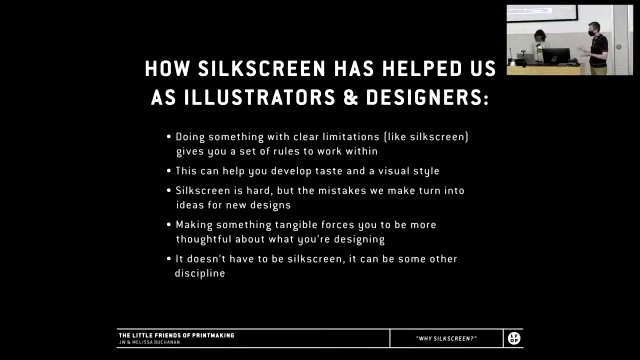 HOW SILKSCREEN HAS HELPED US
AS ILLUSTRATORS & DESIGNERS:
• Doing something with clear limitations (like silkscreen)
gives you a set of rules to work within
• This can help you develop taste and a visual style
• Silkscreen is hard, but the mistakes we make turn into
ideas for new designs
• Making something tangible forces you to be more
thoughtful about what you're designing
• It doesn't have to be silkscreen, it can be some other
discipline
THE LITTLE FRIENDS OF PRINTMAKING
JW & MELISSA BUCHANAN
"WHY SILKSCREEN?"
LF
OP